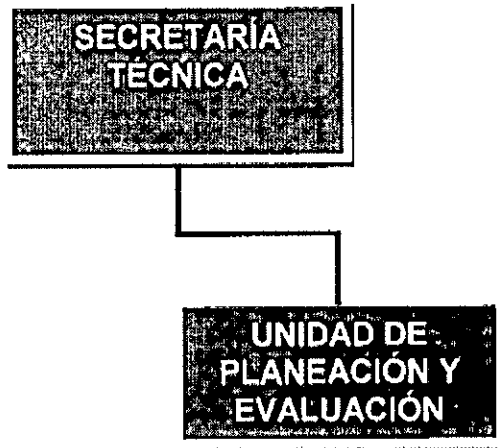 SECRETARÍA
TÉCNICA
UNIDAD DE
PLANEACIÓN Y
EVALUACIÓN